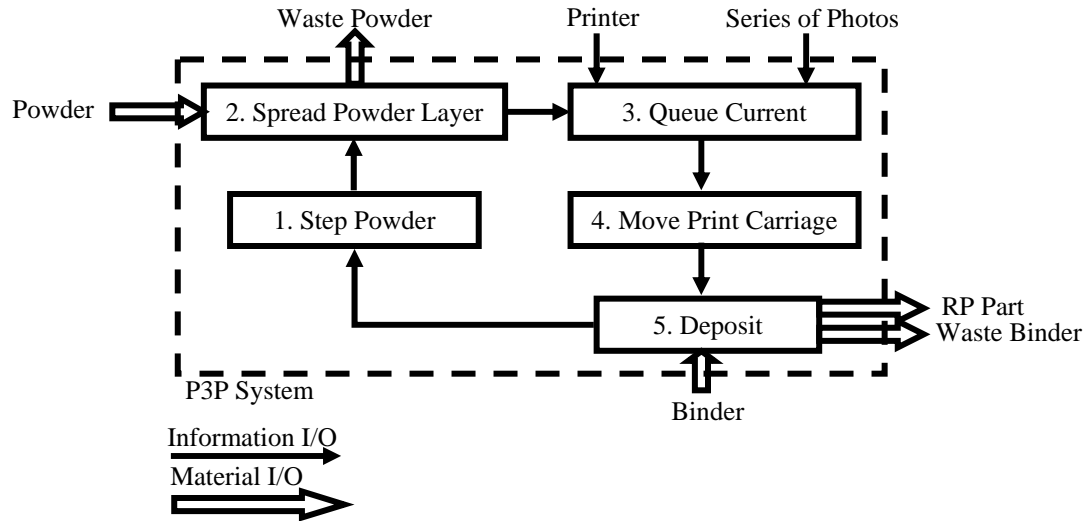 Waste Powder
Printer
Series of Photos
Powder
2. Spread Powder Layer
3. Queue Current
1. Step Powder
4. Move Print Carriage
5. Deposit
RP Part
Waste Binder
P3P System
Binder
Information I/O
Material I/O